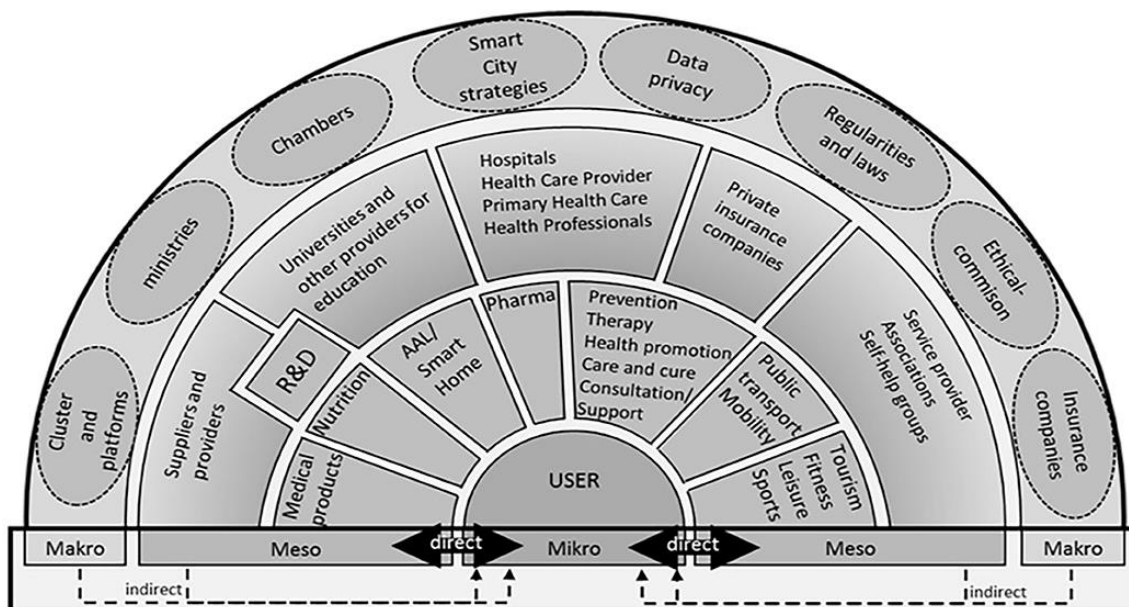 Smart
City
strategies
Data
privacy
Chambers
Regularities
and laws
ministries
Ethical-
commison
Cluster
and
platforms
Insurance
companies
Universities and
other providers for
education
Hospitals
Health Care Provider
Primary Health Care
Health Professionals
Private
insurance
companies
Suppliers and
providers
R&D
Service provider
Associations
Self-help groups
Medical
products
Nutrition
AAL/
Smart
Home
Pharma
Prevention
Therapy
Health promotion
Care and cure
Consultation/
Support
Public
transport
Mobility
Tourism
Fitness
Leisure
Sports
USER
Makro
Meso
direct
Mikro
direct
Meso
Makro
indirect
indirect